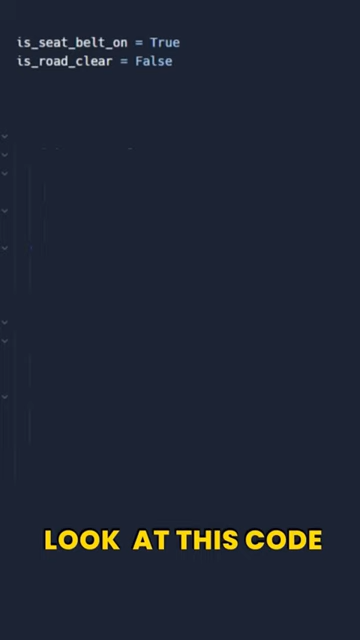 is_seat_belt_on = True
is_road_clear = False
LOOK AT THIS CODE